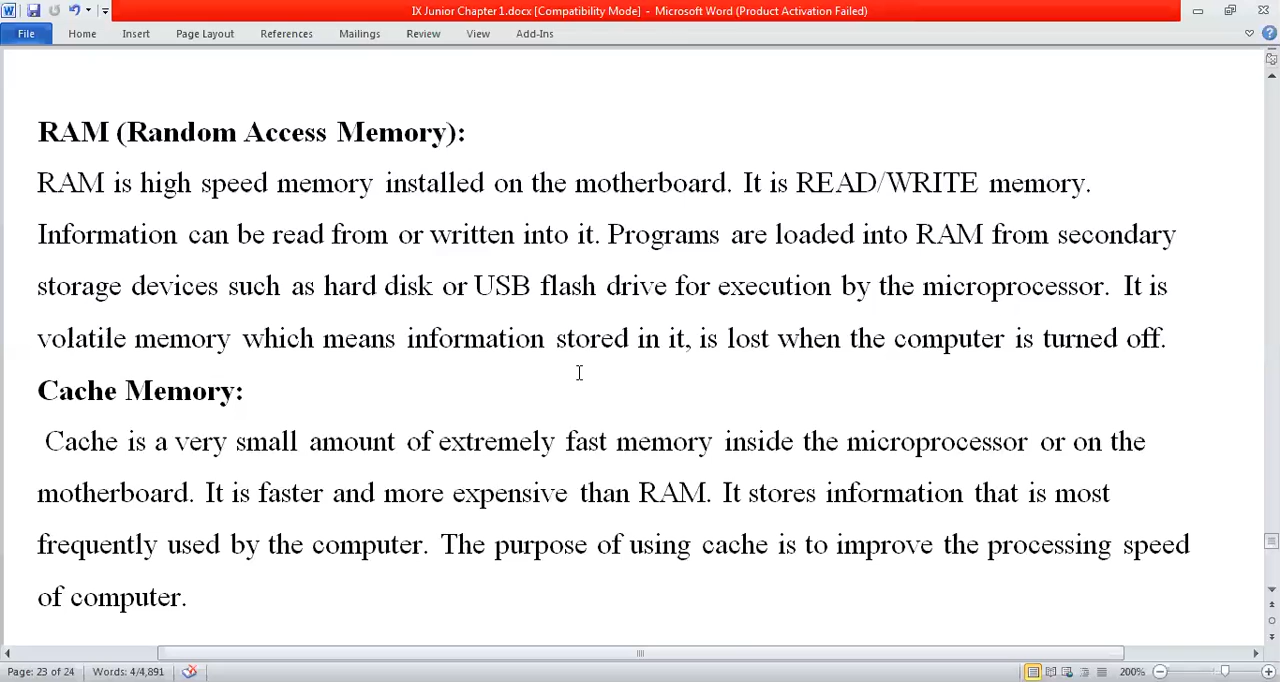 IX Junior Chapter 1.docx [Compatibility Mode] - Microsoft Word (Product Activation Failed)
File Home Insert Page Layout References Mailings Review View Add-Ins
RAM (Random Access Memory):
RAM is high speed memory installed on the motherboard. It is READ/WRITE memory.
Information can be read from or written into it. Programs are loaded into RAM from secondary
storage devices such as hard disk or USB flash drive for execution by the microprocessor. It is
volatile memory which means information stored in it, is lost when the computer is turned off.
Cache Memory:
Cache is a very small amount of extremely fast memory inside the microprocessor or on the
motherboard. It is faster and more expensive than RAM. It stores information that is most
frequently used by the computer. The purpose of using cache is to improve the processing speed
of computer.
Page: 23 of 24 Words: 4/4,891 200%